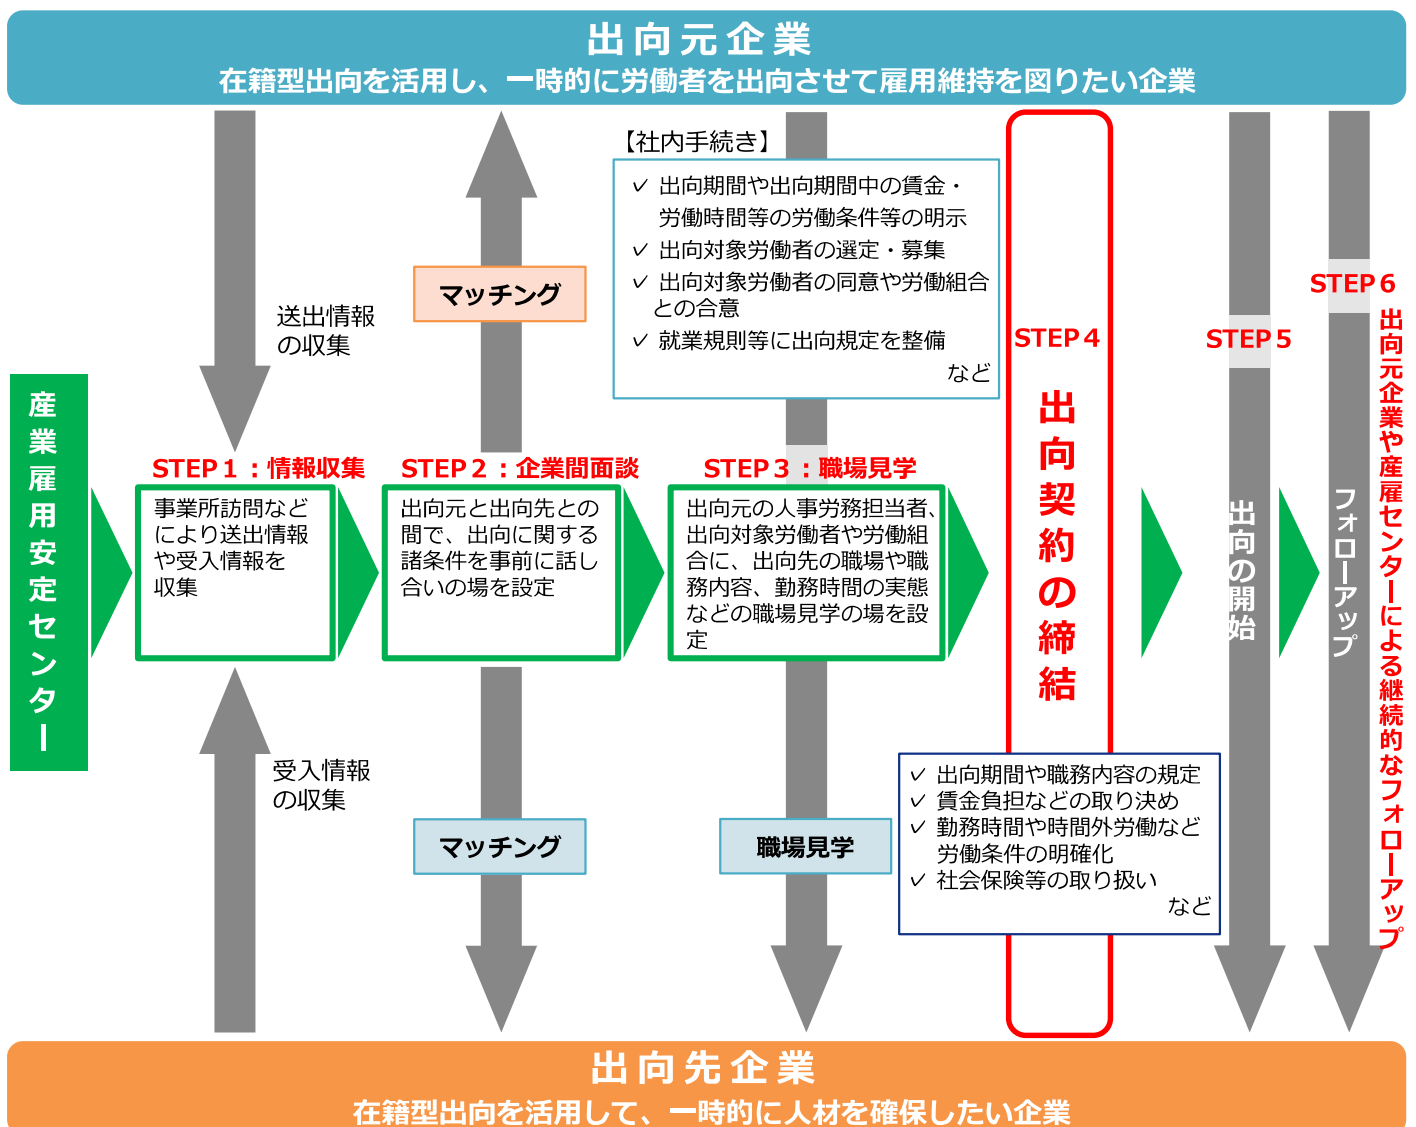 出向元企業
在籍型出向を活用し、一時的に労働者を出向させて雇用維持を図りたい企業
産業雇用安定センター
送出情報
の収集
STEP１：情報収集
事業所訪問など
により送出情報
や受入情報を
収集
受入情報
の収集
マッチング
STEP２：企業間面談
出向元と出向先との
間で、出向に関する
諸条件を事前に話し
合いの場を設定
マッチング
【社内手続き】
✓ 出向期間や出向期間中の賃金・
労働時間等の労働条件等の明示
✓ 出向対象労働者の選定・募集
✓ 出向対象労働者の同意や労働組合
との合意
✓ 就業規則等に出向規定を整備
など
STEP３：職場見学
出向元の人事労務担当者、
出向対象労働者や労働組
合に、出向先の職場や職
務内容、勤務時間の実態
などの職場見学の場を設
定
職場見学
STEP４
出向契約の締結
✓ 出向期間や職務内容の規定
✓ 賃金負担などの取り決め
✓ 勤務時間や時間外労働など
労働条件の明確化
✓ 社会保険等の取り扱い
など
STEP５
出向の開始
STEP６
フォローアップ
出向元企業や産雇センターによる継続的なフォローアップ
出向先企業
在籍型出向を活用して、一時的に人材を確保したい企業